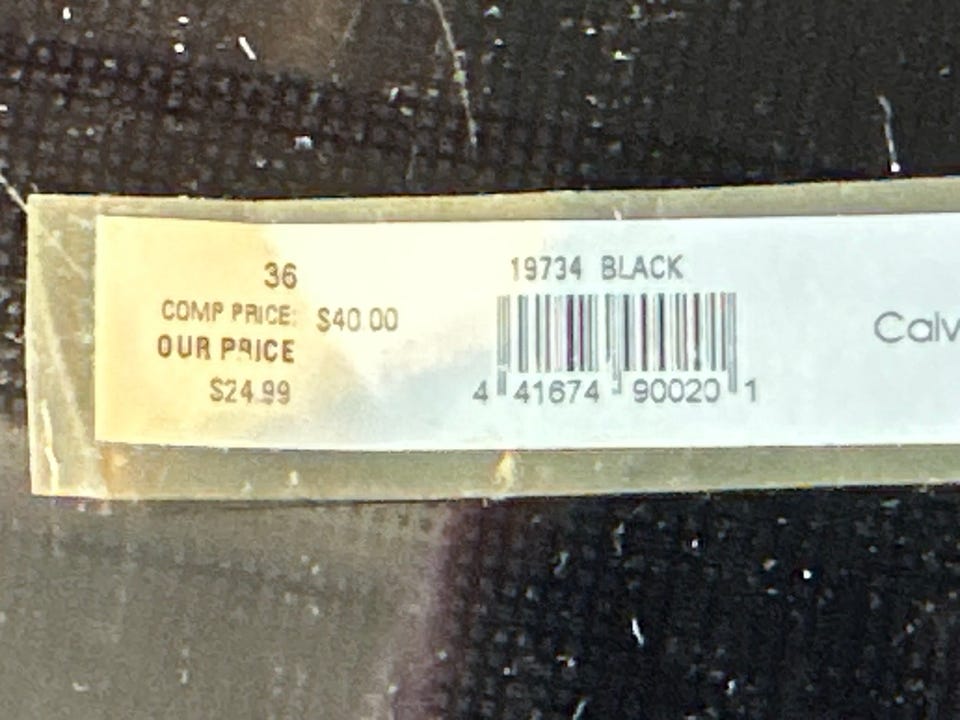 36
COMP PRICE: $40.00
OUR PRICE
$24.99
19734 BLACK
4 41674 90020 1
Calv